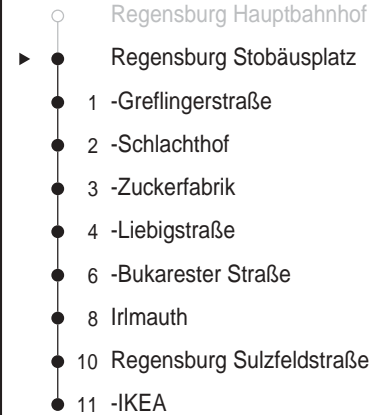 Regensburg Hauptbahnhof
Regensburg Stobäusplatz
1 -Greflingerstraße
2 -Schlachthof
3 -Zuckerfabrik
4 -Liebigstraße
6 -Bukarester Straße
8 Irlmauth
10 Regensburg Sulzfeldstraße
11 -IKEA